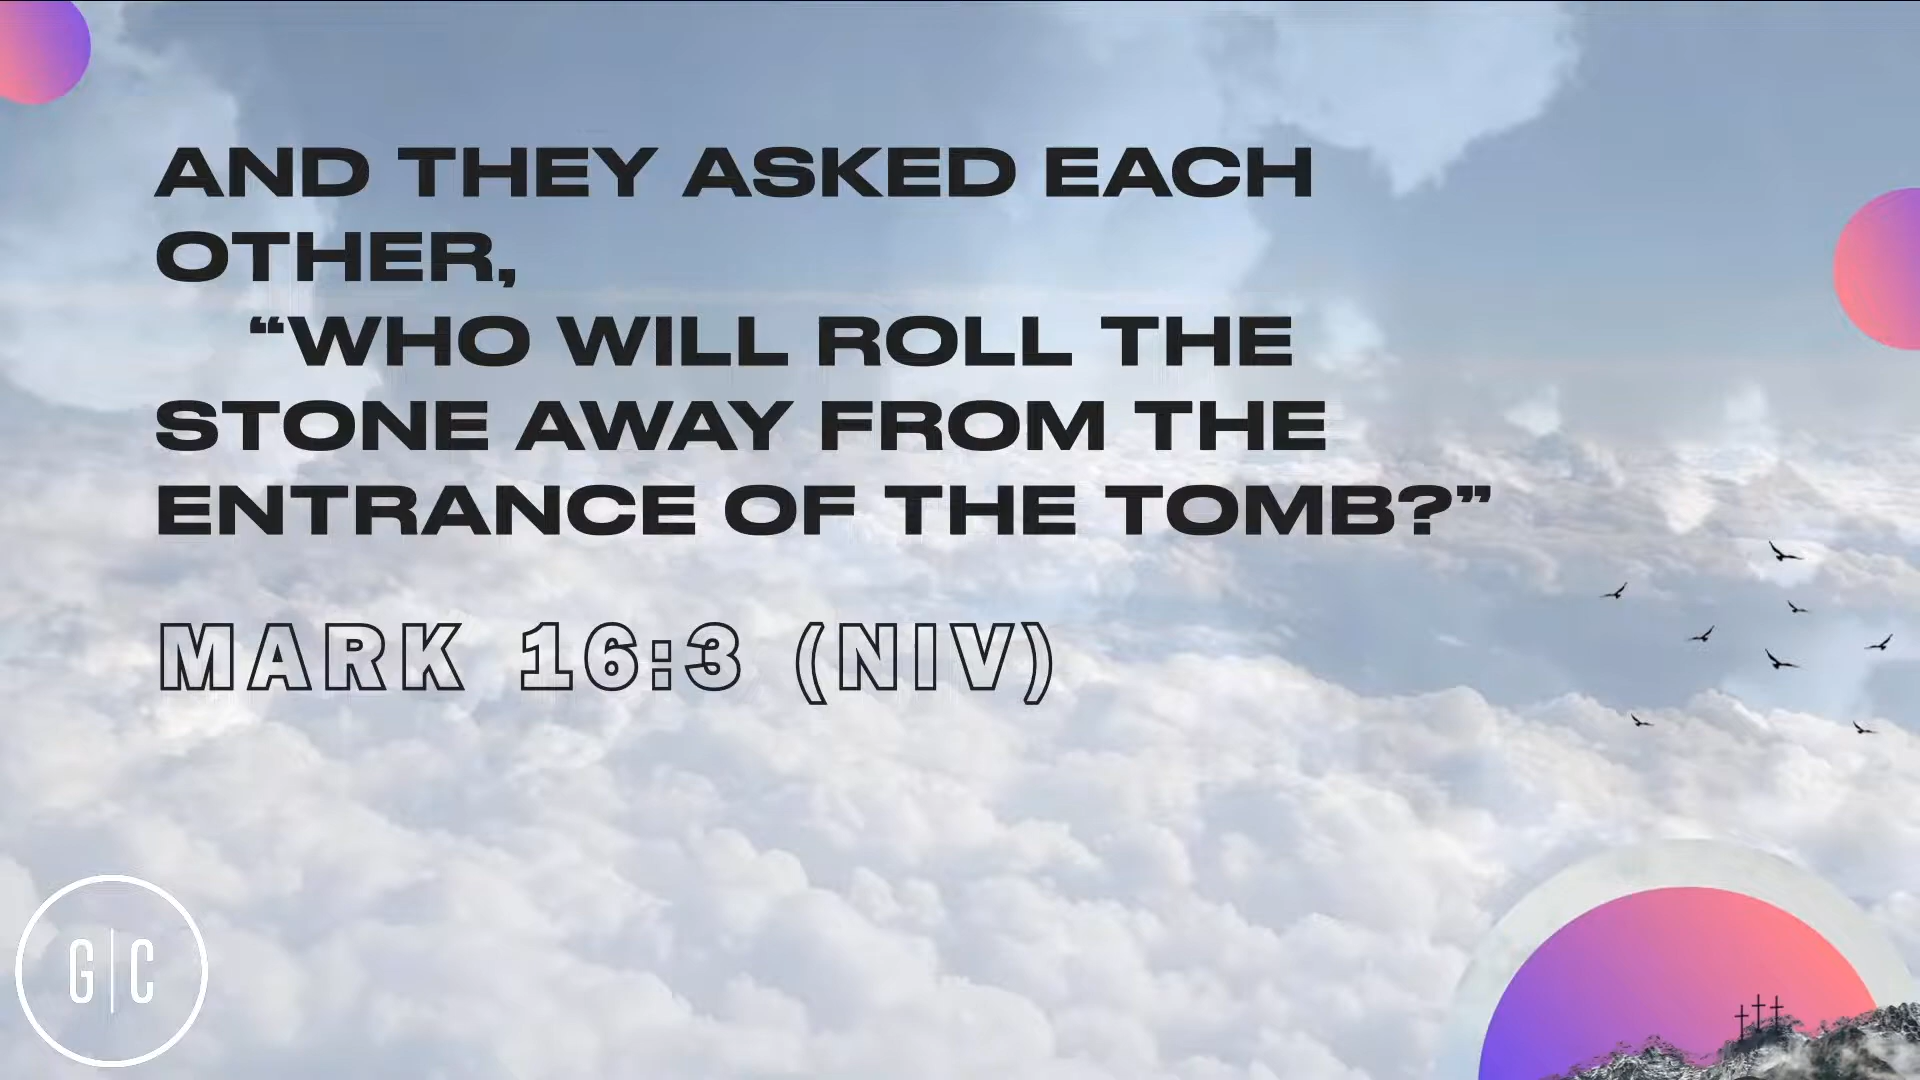 AND THEY ASKED EACH
OTHER,
“WHO WILL ROLL THE
STONE AWAY FROM THE
ENTRANCE OF THE TOMB?”
MARK 16:3 (NIV)
G|C